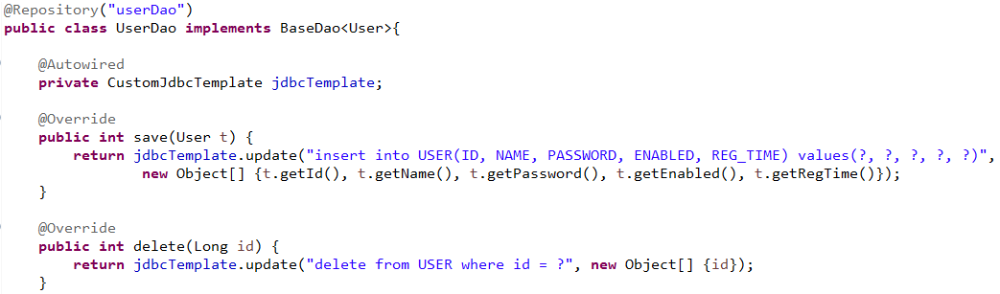 @Repository("userDao")
public class UserDao implements BaseDao<User>{
@Autowired
private CustomJdbcTemplate jdbcTemplate;
@Override
public int save(User t) {
return jdbcTemplate.update("insert into USER(ID, NAME, PASSWORD, ENABLED, REG_TIME) values(?, ?, ?, ?, ?)",
new Object[] {t.getId(), t.getName(), t.getPassword(), t.getEnabled(), t.getRegTime()});
}
@Override
public int delete(Long id) {
return jdbcTemplate.update("delete from USER where id = ?", new Object[] {id});
}